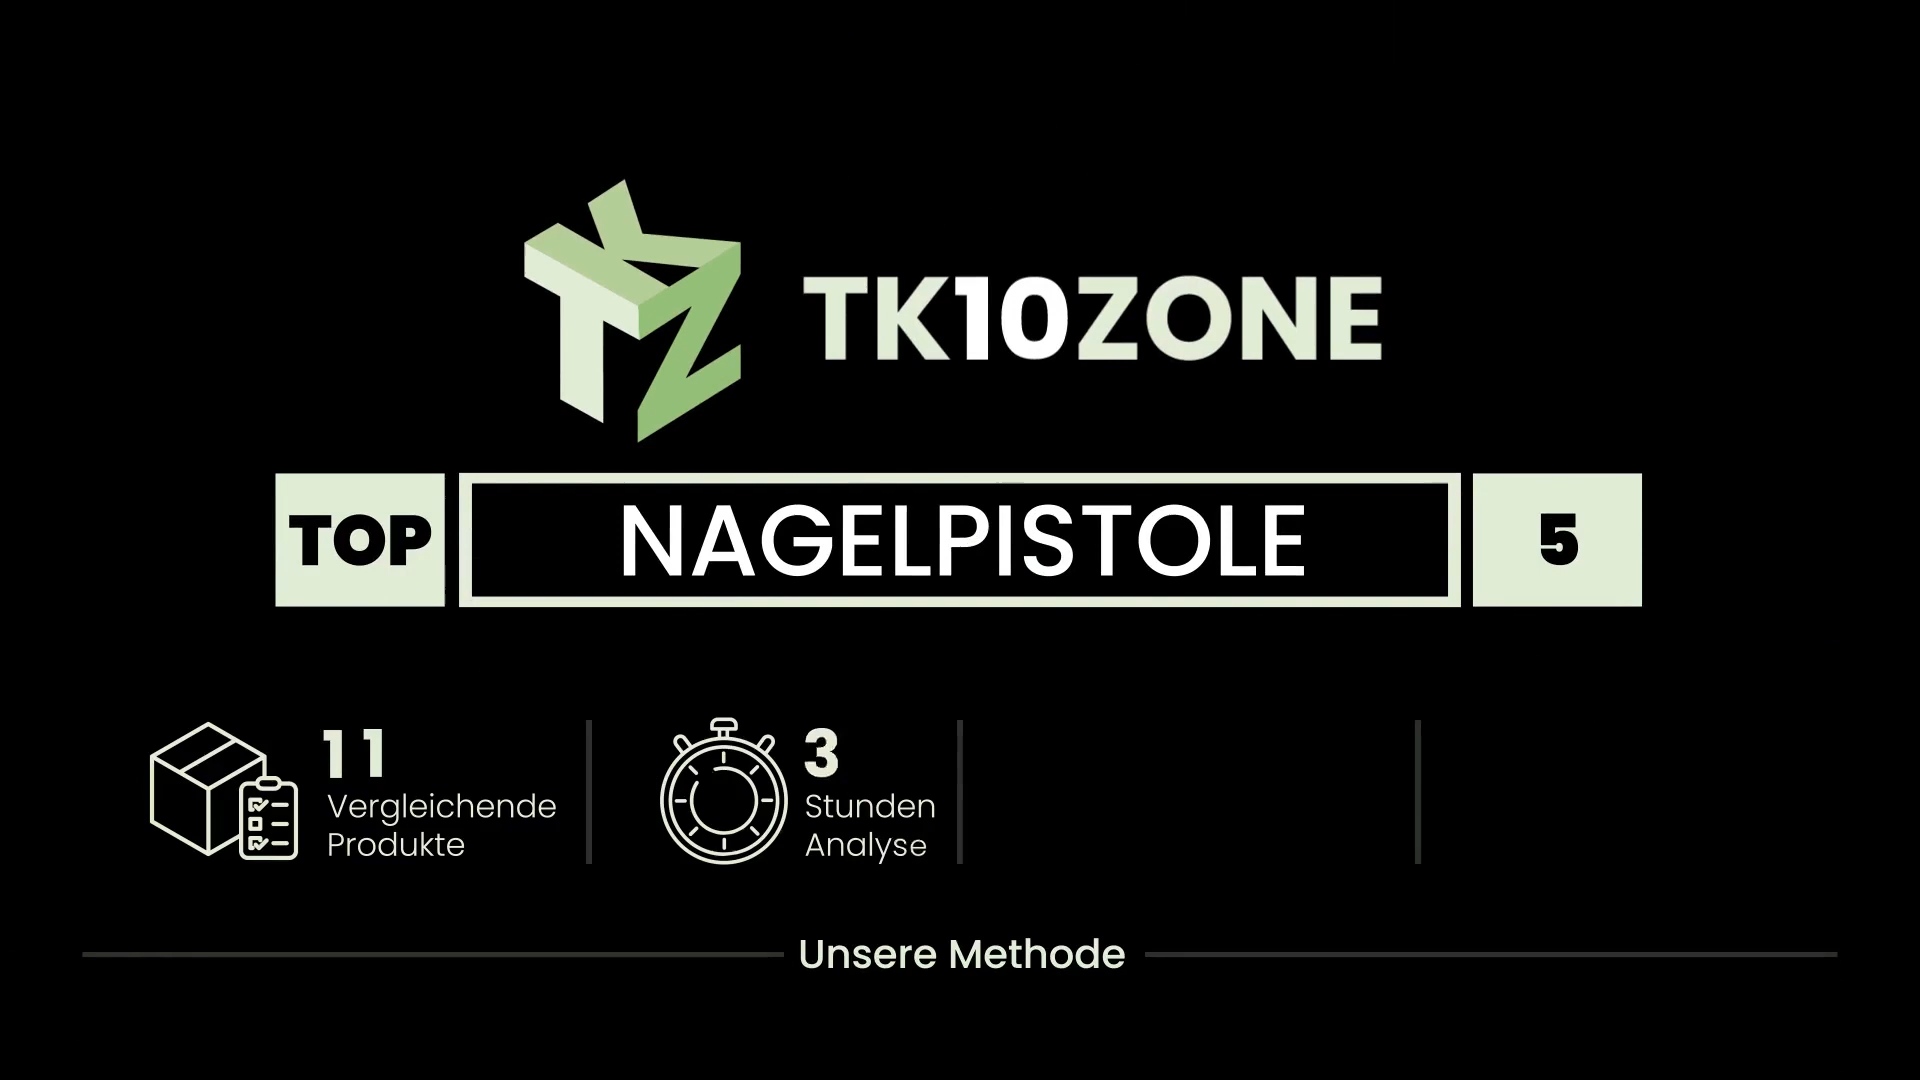 TK10ZONE
TOP NAGELPISTOLE 5
11
Vergleichende
Produkte
3
Stunden
Analyse
Unsere Methode